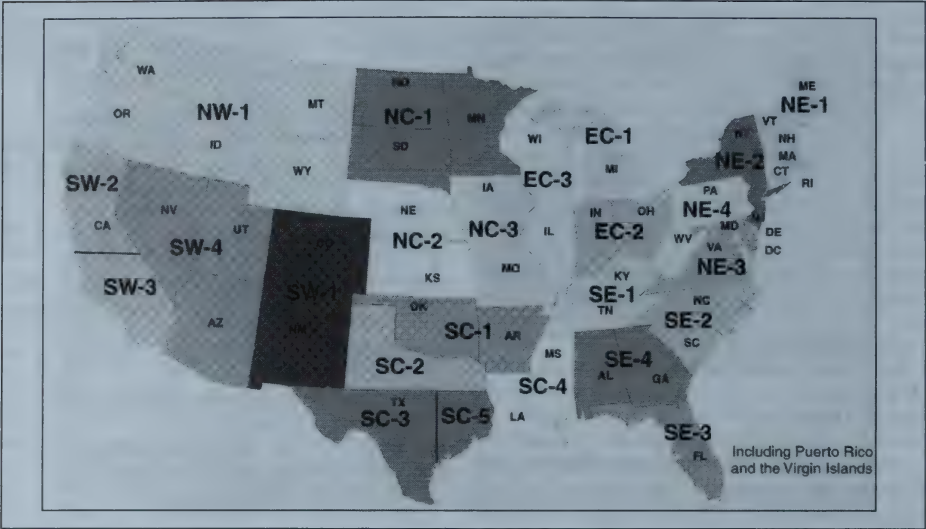 WA
ME
NE-1
ND
OR
NW-1
MT
NC-1
MN
VT
NY
NH
WI
EC-1
ID
SD
NE-2
MA
CT
WY
MI
RI
SW-2
IA
EC-3
PA
NV
NE
IN
OH
NE-4
CA
UT
NC-3
IL
EC-2
MD
DE
SW-4
NC-2
WV
VA
DC
CO
MO
NE-3
SW-3
KS
KY
SW-1
SE-1
NC
OK
TN
SE-2
AZ
NM
SC-1
AR
SC
MS
SE-4
SC-2
AL
GA
SC-4
TX
SC-3
SC-5
LA
SE-3
FL
Including Puerto Rico
and the Virgin Islands